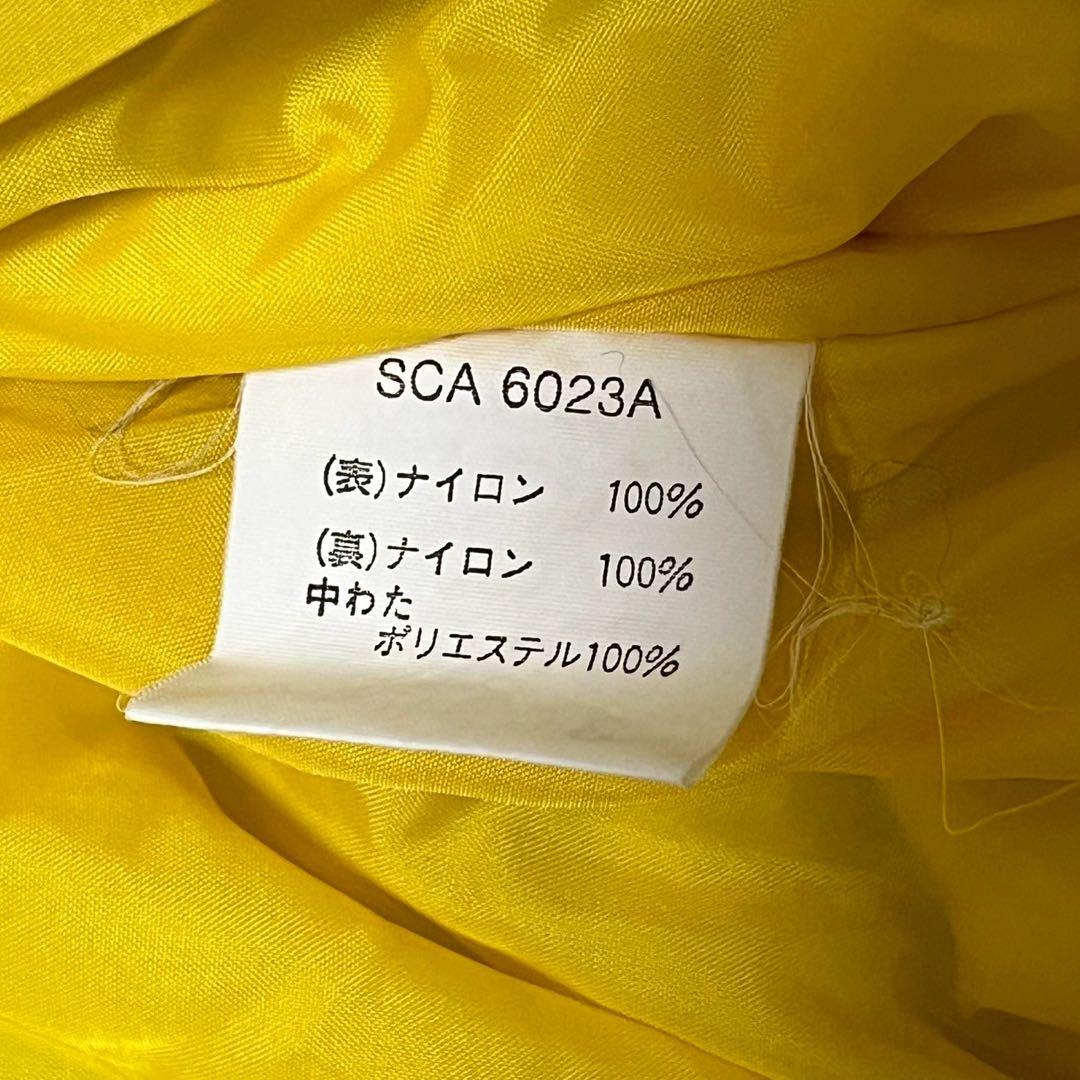 SCA 6023A
(表)ナイロン 100%
(裏)ナイロン 100%
中わた
ポリエステル100%